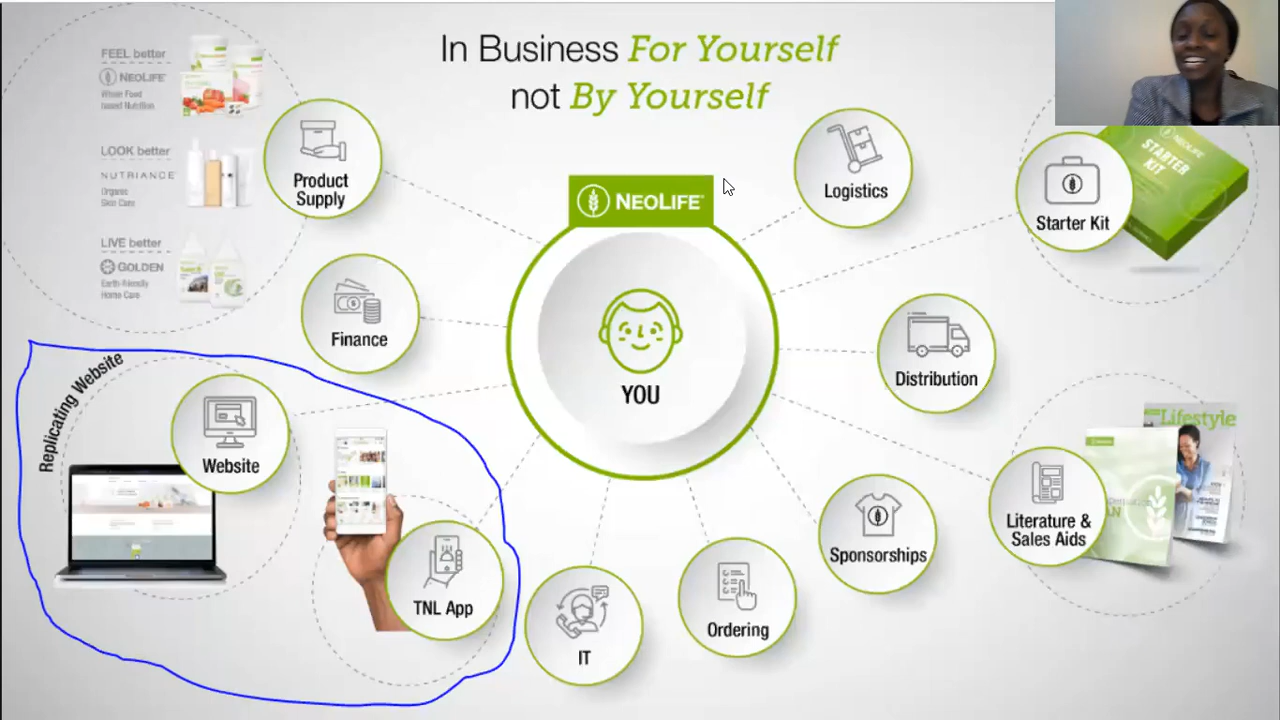 In Business For Yourself
not By Yourself
FEEL better
NEOLIFE
Whole Food
based Nutrition
LOOK better
NUTRIANCE
Organic
Skin Care
LIVE better
GOLDEN
Earth-friendly
Home Care
Product
Supply
Finance
Replicating Website
Website
TNL App
NEOLIFE
YOU
IT
Ordering
Sponsorships
Logistics
NEOLIFE
STARTER
KIT
Starter Kit
Distribution
Lifestyle
Literature &
Sales Aids